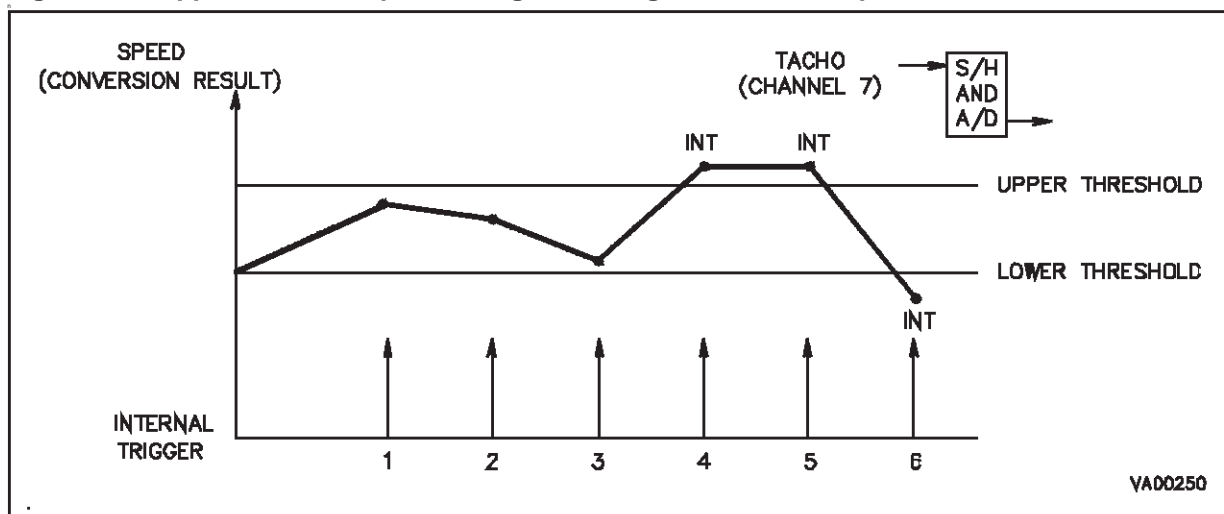 SPEED
(CONVERSION RESULT)
TACHO
(CHANNEL 7)
S/H
AND
A/D
INT
INT
UPPER THRESHOLD
LOWER THRESHOLD
INT
INTERNAL
TRIGGER
1 2 3 4 5 6
VA00250